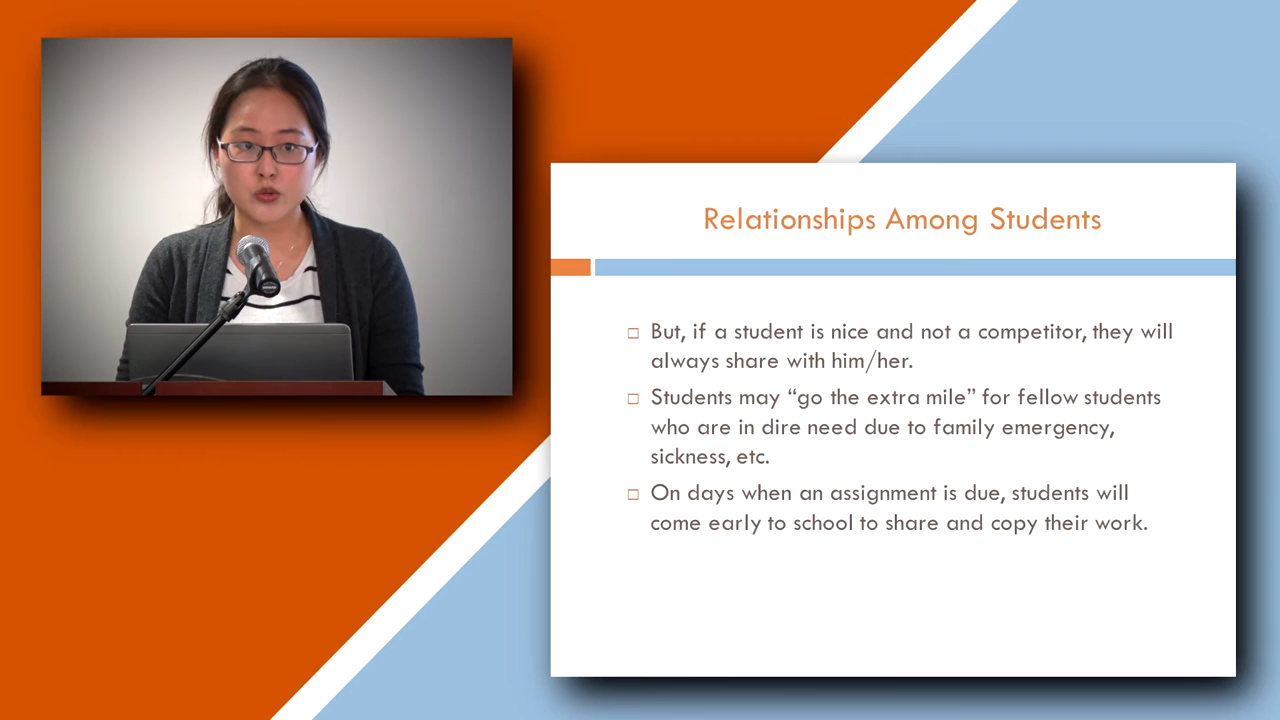 Relationships Among Students
But, if a student is nice and not a competitor, they will
always share with him/her.
Students may “go the extra mile” for fellow students
who are in dire need due to family emergency,
sickness, etc.
On days when an assignment is due, students will
come early to school to share and copy their work.